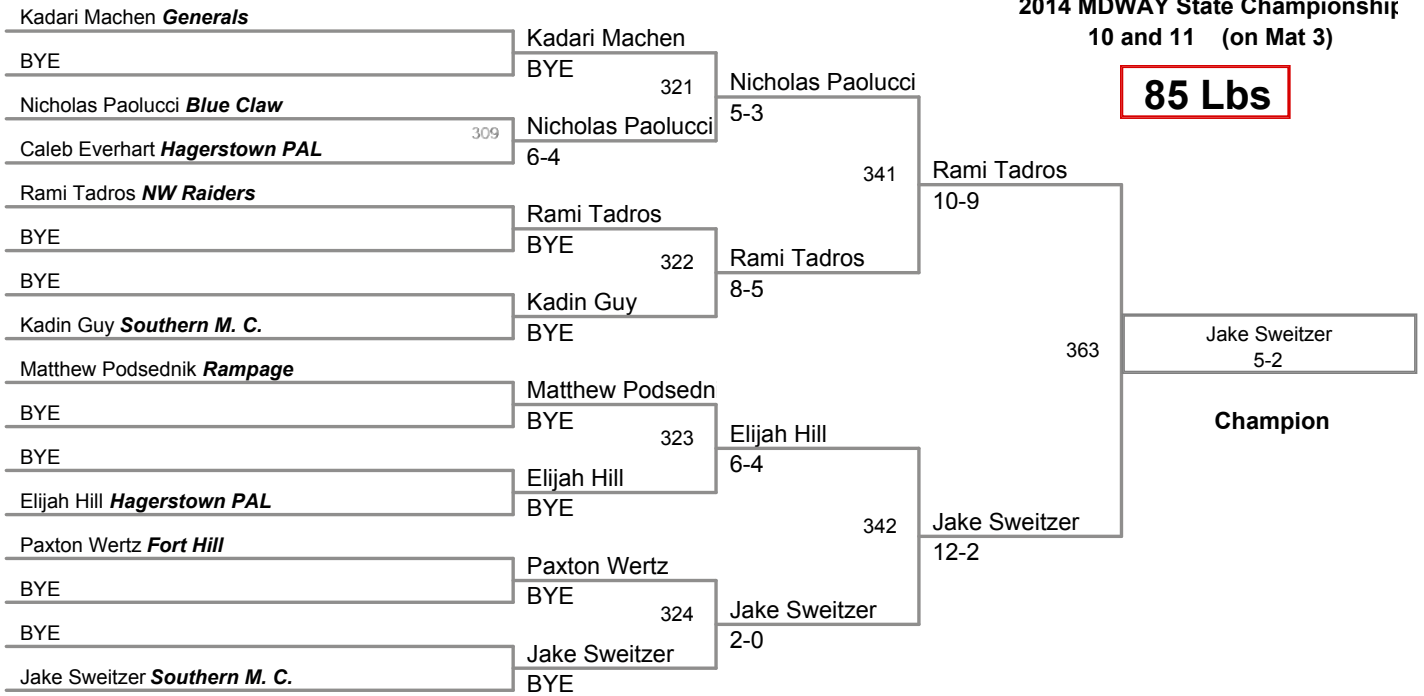 2014 MDWAY State Championship
10 and 11 (on Mat 3)
85 Lbs
Kadari Machen Generals
BYE
Nicholas Paolucci Blue Claw
Caleb Everhart Hagerstown PAL
Rami Tadros NW Raiders
BYE
BYE
Kadin Guy Southern M. C.
Matthew Podsednik Rampage
BYE
BYE
Elijah Hill Hagerstown PAL
Paxton Wertz Fort Hill
BYE
BYE
Jake Sweitzer Southern M. C.
309
Kadari Machen
BYE
Nicholas Paolucci
6-4
Rami Tadros
BYE
Kadin Guy
BYE
Matthew Podsedn
BYE
Elijah Hill
BYE
Paxton Wertz
BYE
Jake Sweitzer
BYE
321
322
323
324
Nicholas Paolucci
5-3
Rami Tadros
8-5
Elijah Hill
6-4
Jake Sweitzer
2-0
341
342
Rami Tadros
10-9
Jake Sweitzer
12-2
363
Jake Sweitzer
5-2
Champion